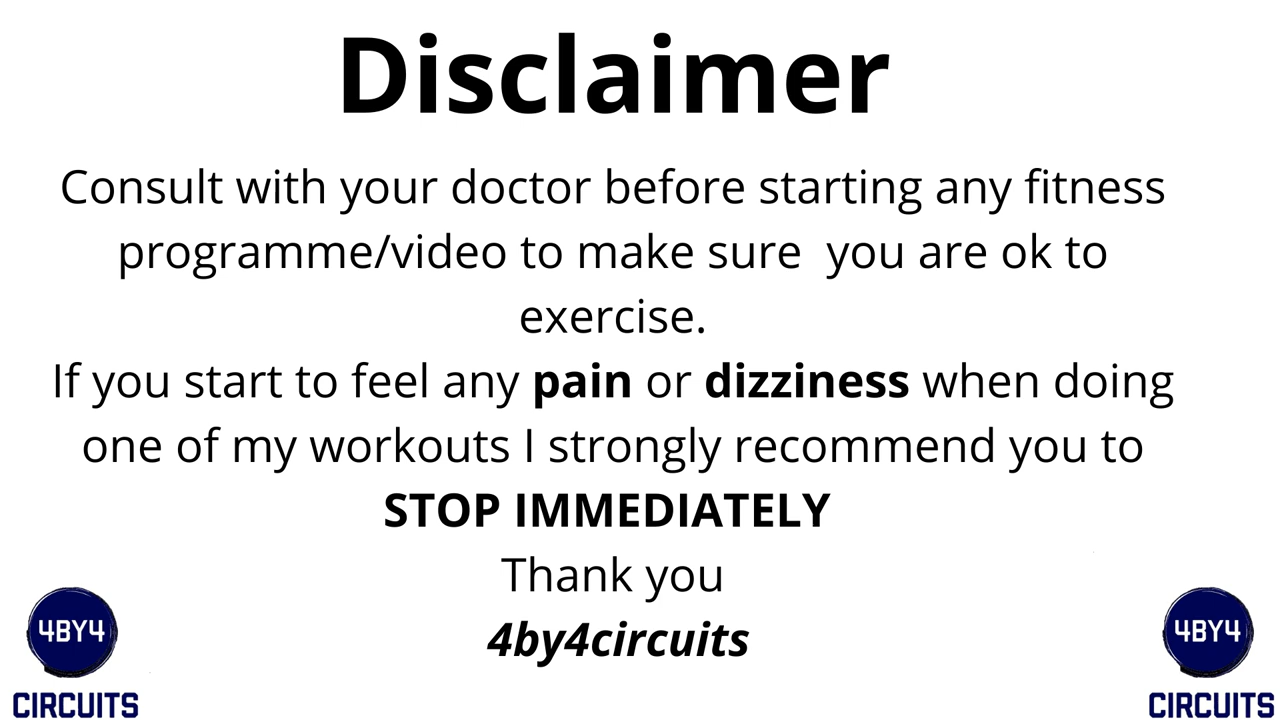 Disclaimer
Consult with your doctor before starting any fitness
programme/video to make sure  you are ok to
exercise.
If you start to feel any pain or dizziness when doing
one of my workouts I strongly recommend you to
STOP IMMEDIATELY
Thank you
4by4circuits
4BY4
CIRCUITS
4BY4
CIRCUITS